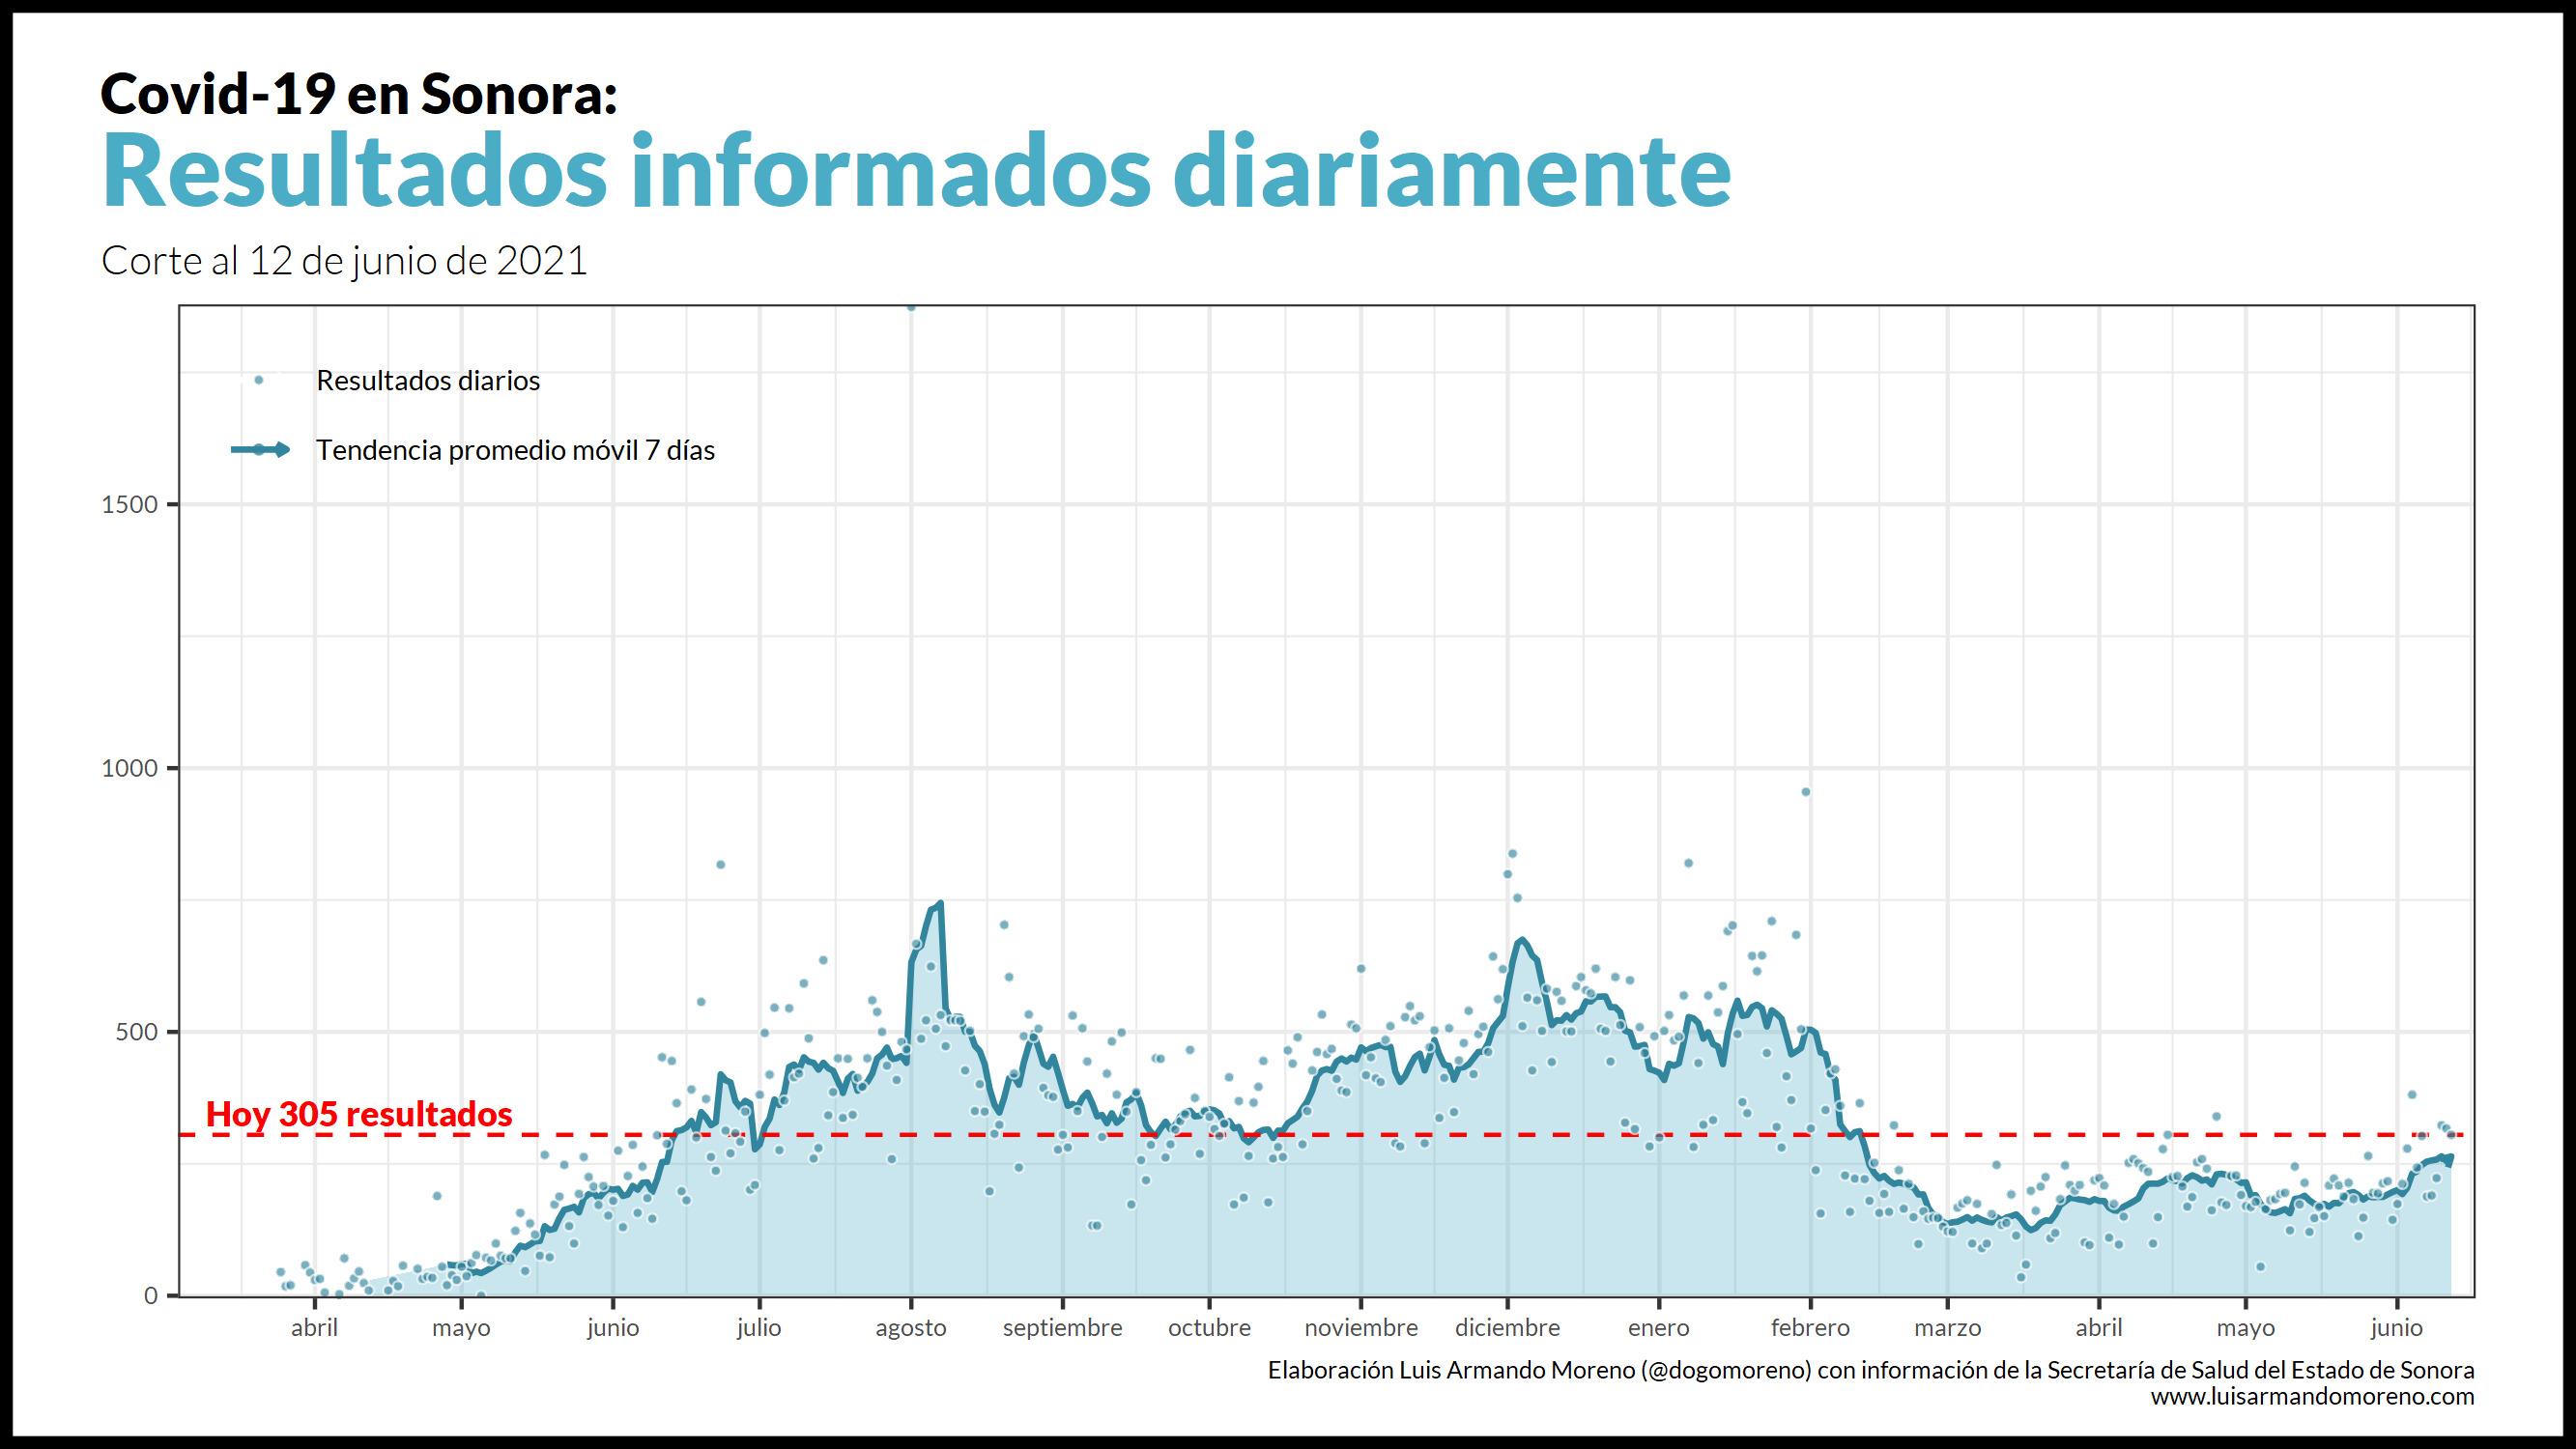 Covid-19 en Sonora:
Resultados informados diariamente
Corte al 12 de junio de 2021
Resultados diarios
Tendencia promedio móvil 7 días
1500
1000
500
0
Hoy 305 resultados
abril mayo junio julio agosto septiembre octubre noviembre diciembre enero febrero marzo abril mayo junio
Elaboración Luis Armando Moreno (@dogomoreno) con información de la Secretaría de Salud del Estado de Sonora
www.luisarmandomoreno.com